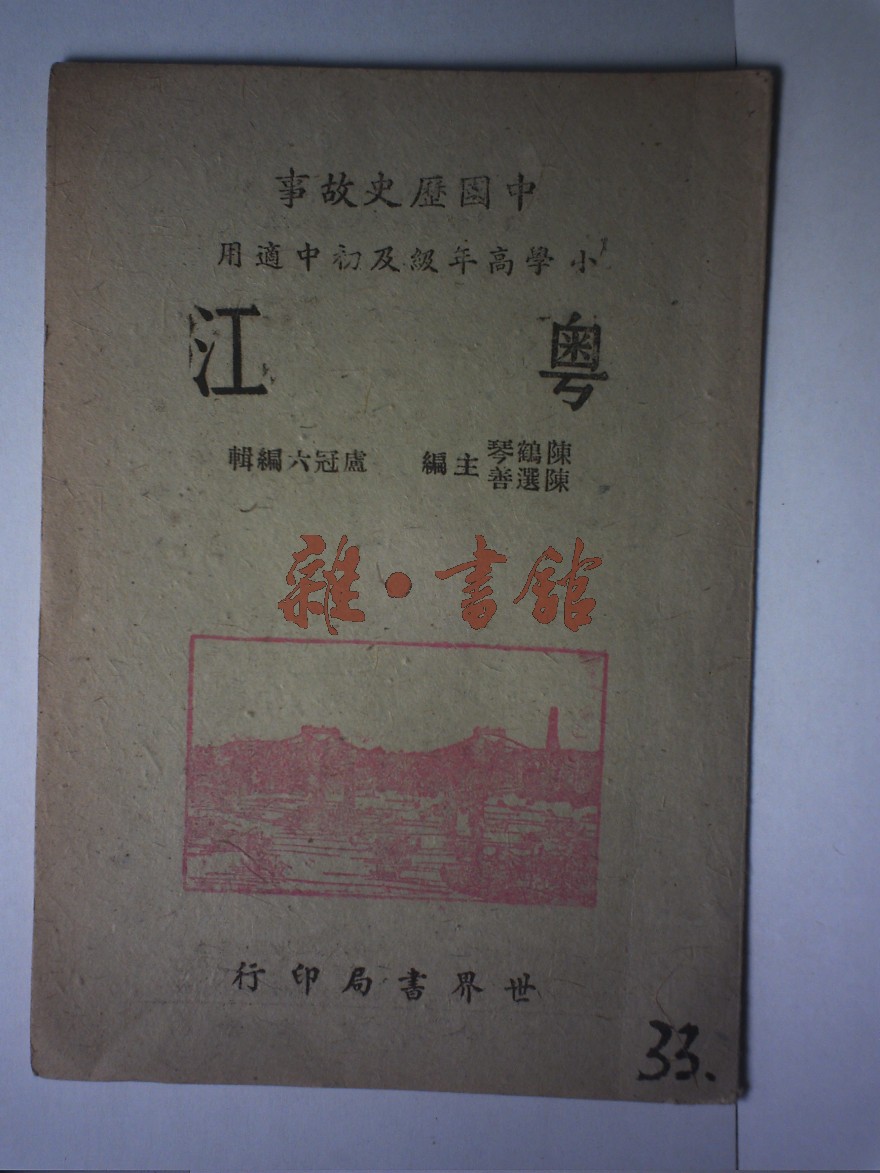 中國歷史故事
小學高年級及初中適用
粵江
陳鶴琴
陳選善
主編 盧冠六編輯
雜·書館
世界書局印行
33.